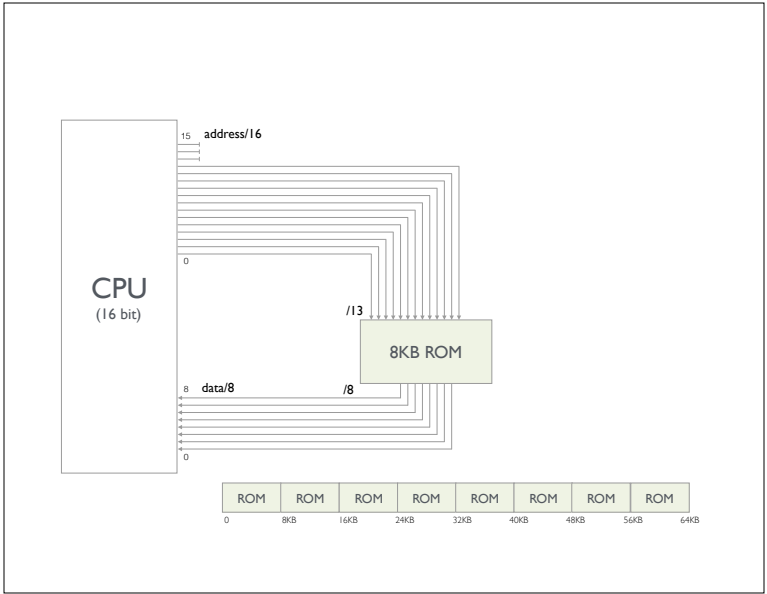 15 address/16
0
CPU
(16 bit)
/13
8KB ROM
8 data/8 /8
0
ROM ROM ROM ROM ROM ROM ROM ROM
0 8KB 16KB 24KB 32KB 40KB 48KB 56KB 64KB